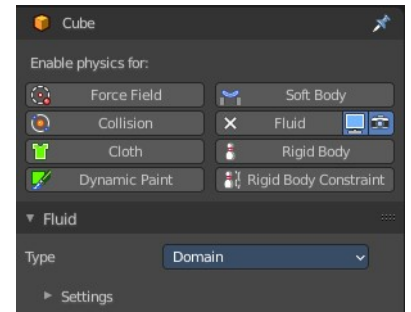 Cube
Enable physics for:
Force Field Soft Body
Collision Fluid
Cloth Rigid Body
Dynamic Paint Rigid Body Constraint
Fluid
Type Domain
Settings